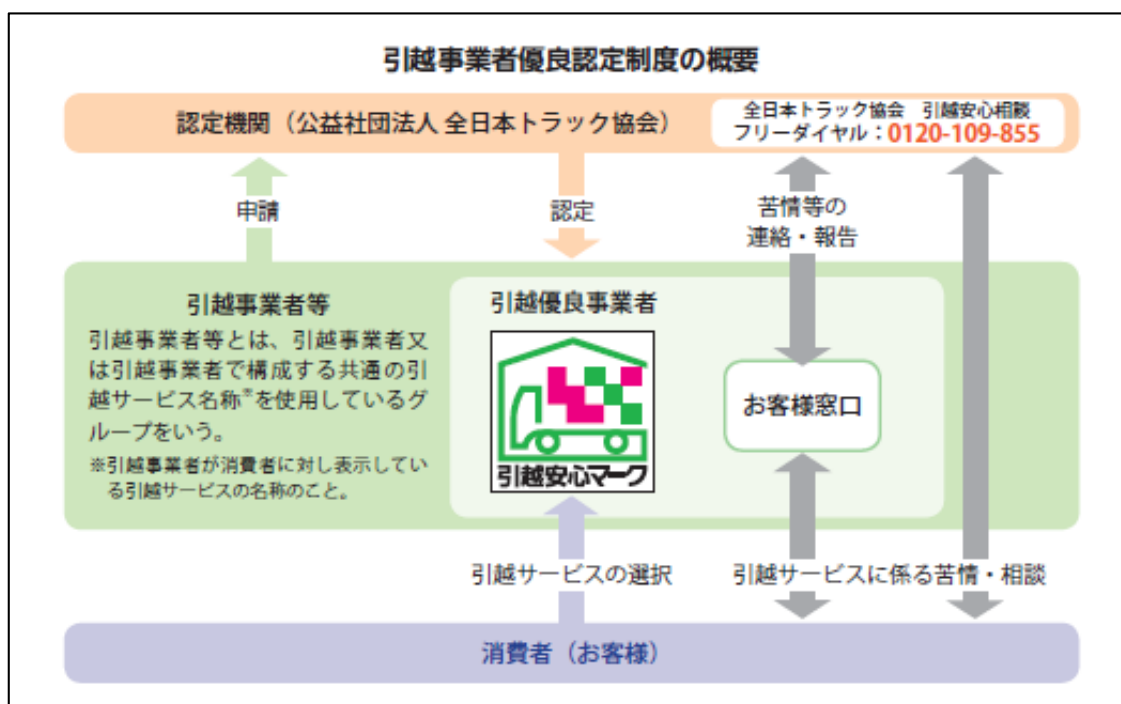 引越事業者優良認定制度の概要
認定機関（公益社団法人 全日本トラック協会）
全日本トラック協会　引越安心相談
フリーダイヤル：0120-109-855
申請
認定
苦情等の
連絡・報告
引越事業者等
引越事業者等とは、引越事業者又
は引越事業者で構成する共通の引
越サービス名称※を使用しているグ
ループをいう。
※引越事業者が消費者に対し表示してい
る引越サービスの名称のこと。
引越優良事業者
引越安心マーク
お客様窓口
引越サービスの選択
引越サービスに係る苦情・相談
消費者（お客様）